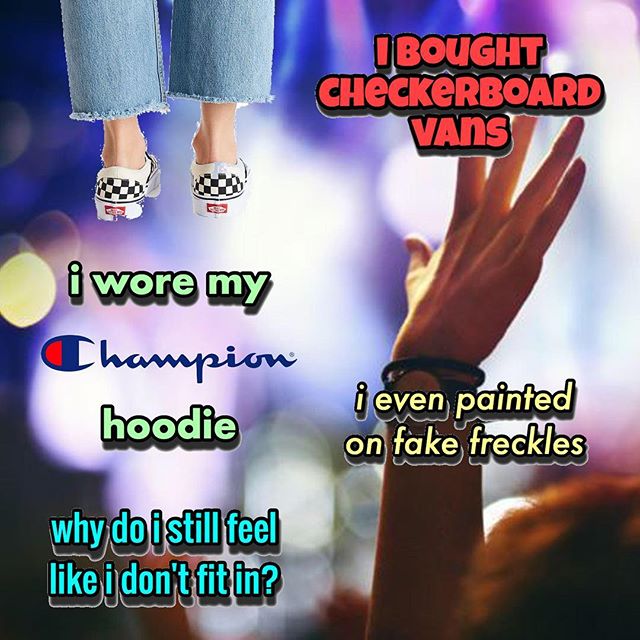 I BOUGHT
CHECKERBOARD
VANS
i wore my
Champion
hoodie
i even painted
on fake freckles
why do i still feel
like i don't fit in?